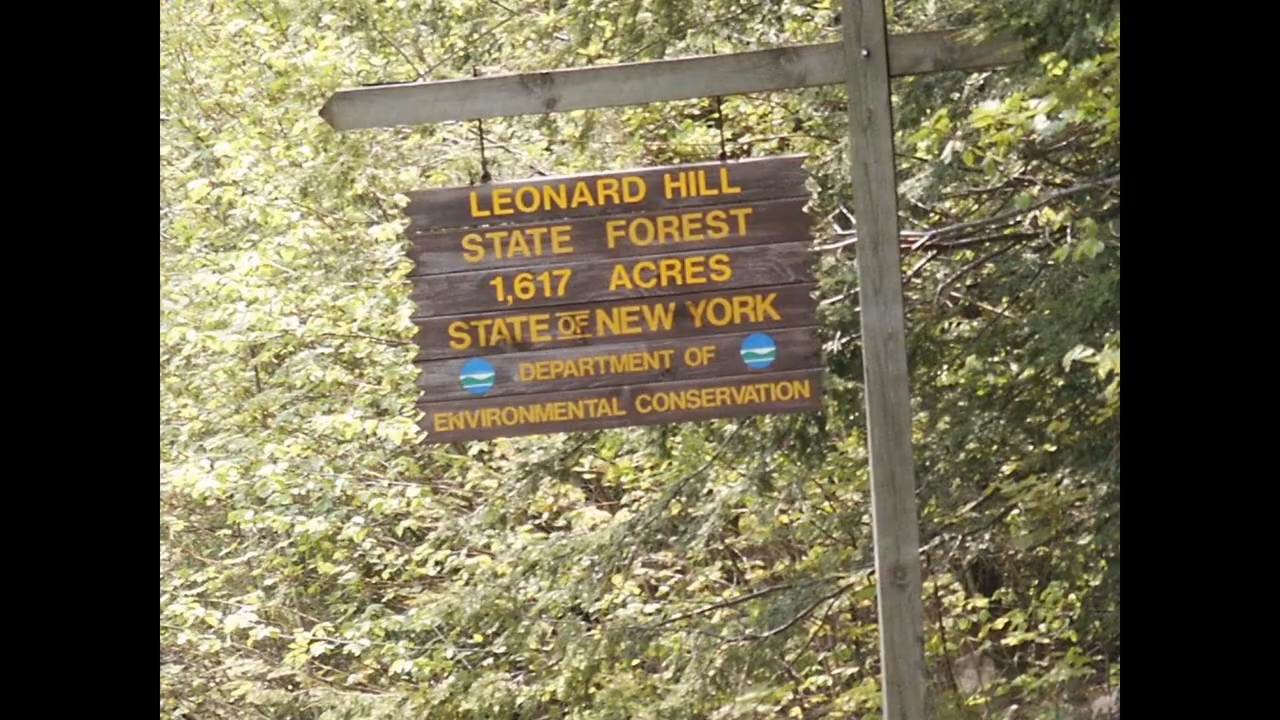 LEONARD HILL
STATE FOREST
1,617 ACRES
STATE OF NEW YORK
DEPARTMENT OF
ENVIRONMENTAL CONSERVATION